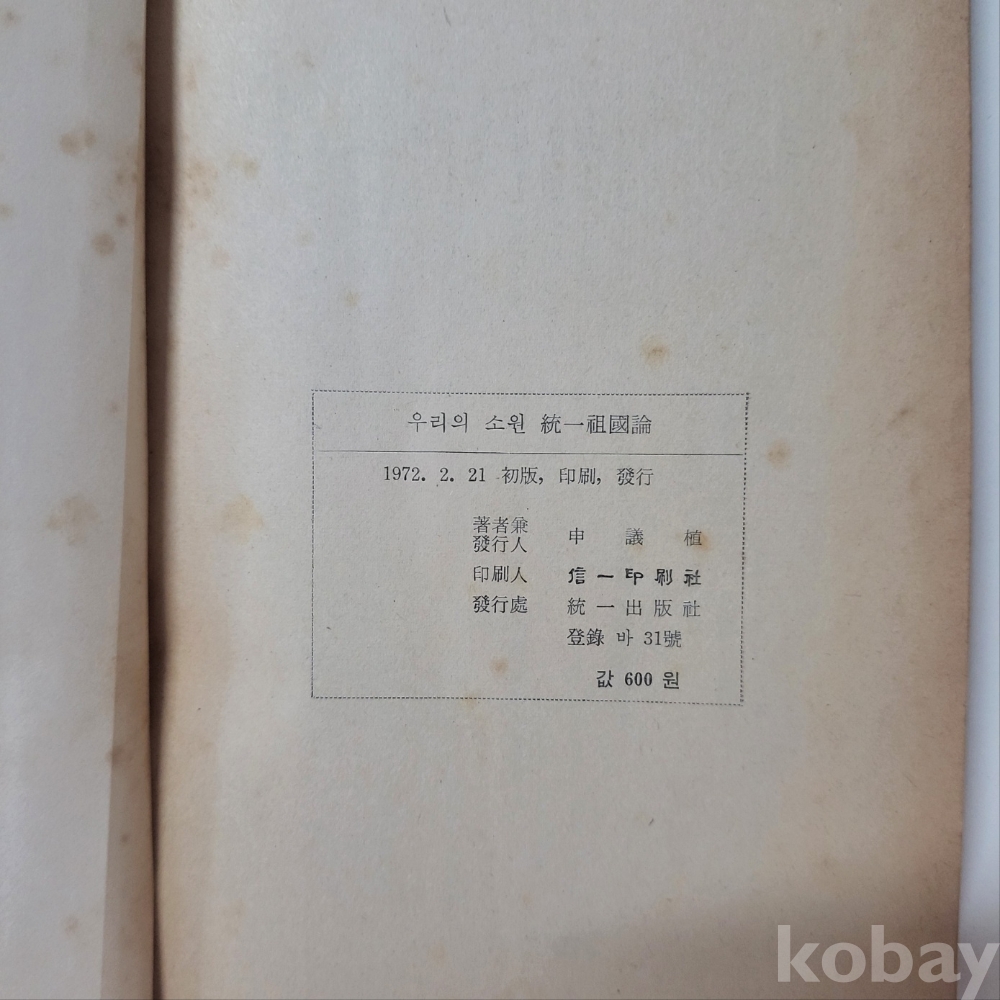 우리의 소원 統一祖國論
1972. 2. 21 初版, 印刷, 發行
著者兼
發行人 申議植
印刷人 信一印刷社
發行處 統一出版社
登錄 바 31號
값 600 원
kobay